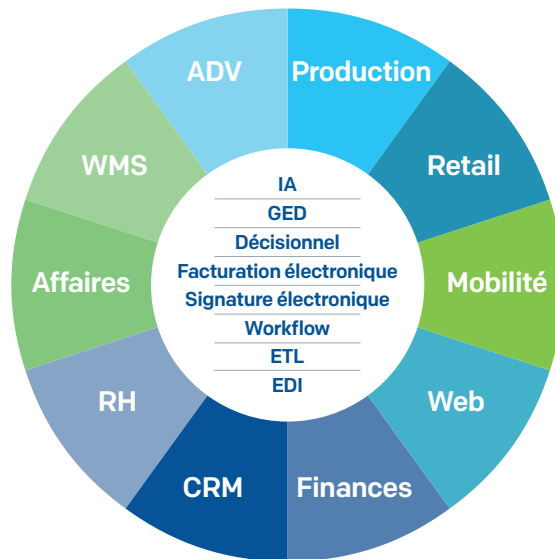 ADV
Production
WMS
Retail
IA
GED
Décisionnel
Facturation électronique
Signature électronique
Workflow
ETL
EDI
Affaires
Mobilité
RH
Web
CRM
Finances